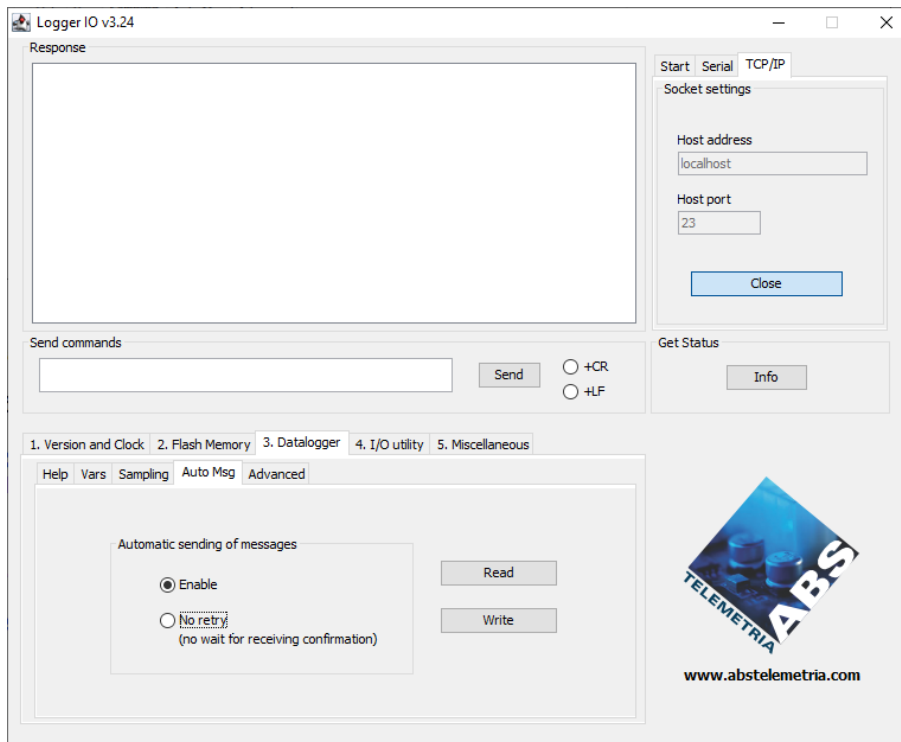 Logger IO v3.24
Response
Start Serial TCP/IP
Socket settings
Host address
localhost
Host port
23
Close
Send commands
Send
+CR
+LF
Get Status
Info
1. Version and Clock 2. Flash Memory 3. Datalogger 4. I/O utility 5. Miscellaneous
Help Vars Sampling Auto Msg Advanced
Automatic sending of messages
Enable
No retry
(no wait for receiving confirmation)
Read
Write
TELEMETRIA
ABS
www.abstelemetria.com